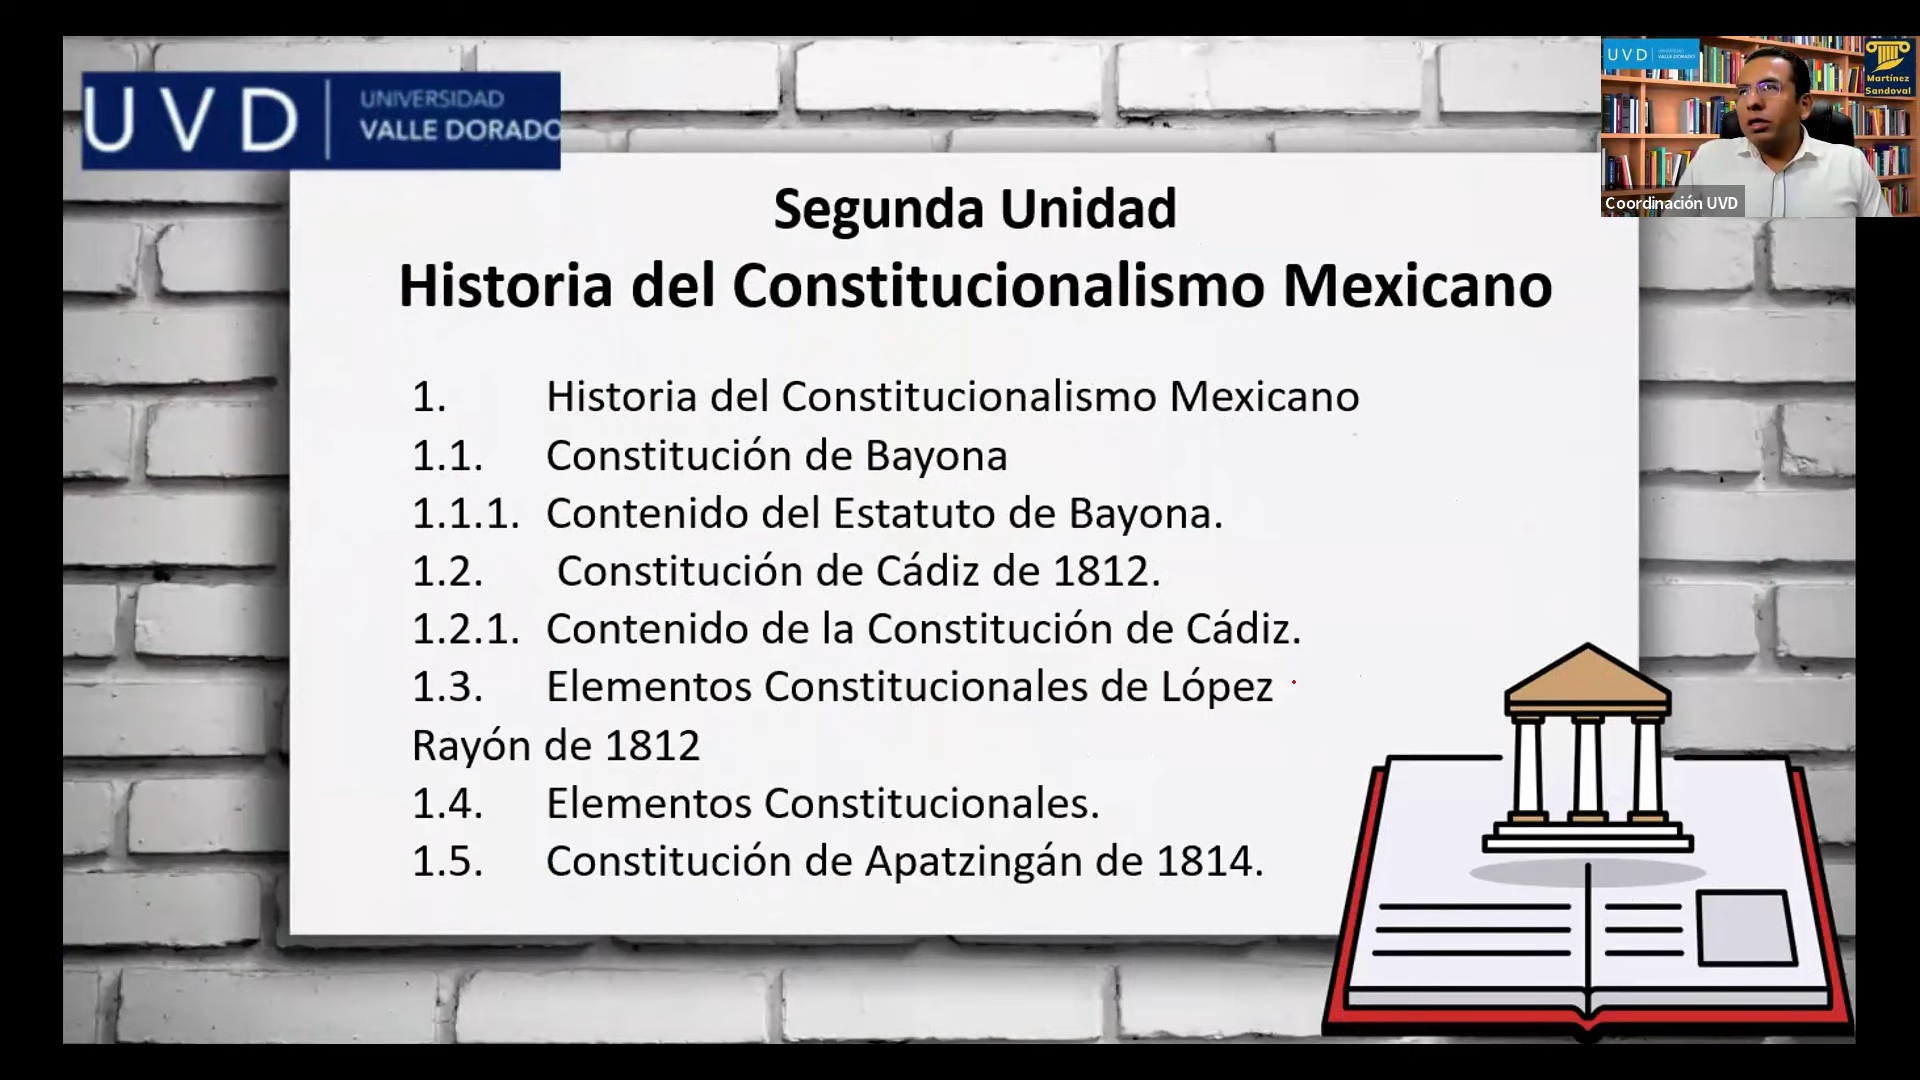 UVD
UNIVERSIDAD
VALLE DORADO
UVD
UNIVERSIDAD
VALLE DORADO
Martínez
Sandoval
Coordinación UVD
Segunda Unidad
Historia del Constitucionalismo Mexicano
1. Historia del Constitucionalismo Mexicano
1.1. Constitución de Bayona
1.1.1. Contenido del Estatuto de Bayona.
1.2. Constitución de Cádiz de 1812.
1.2.1. Contenido de la Constitución de Cádiz.
1.3. Elementos Constitucionales de López
Rayón de 1812
1.4. Elementos Constitucionales.
1.5. Constitución de Apatzingán de 1814.